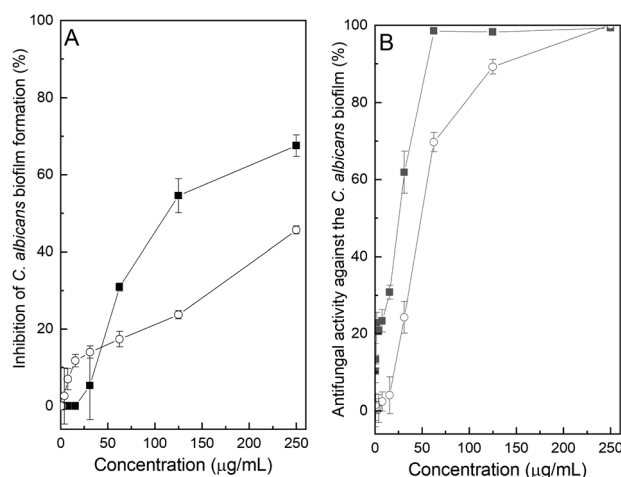 A
Inhibition of C. albicans biofilm formation (%)
100
80
60
40
20
0
0 50 100 150 200 250
Concentration (μg/mL)
B
Antifungal activity against the C. albicans biofilm (%)
100
80
60
40
20
0
0 50 100 150 200 250
Concentration (μg/mL)